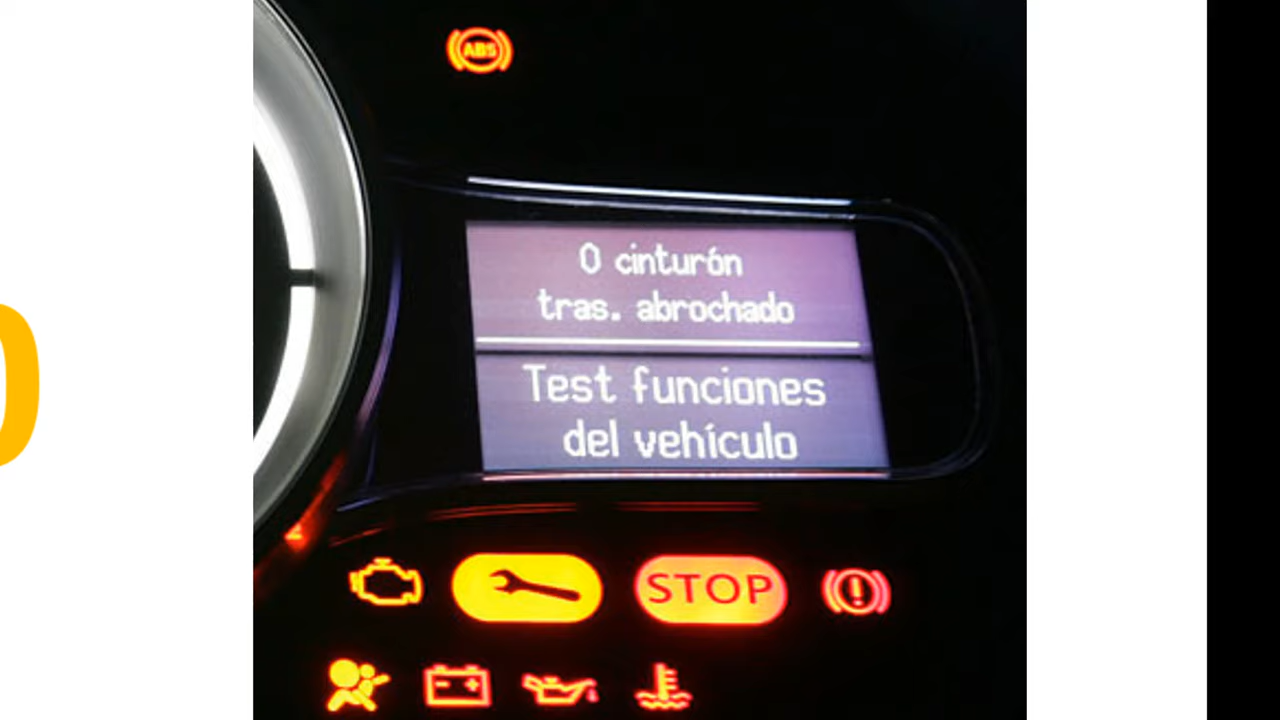 ABS
0 cinturón
tras. abrochado
Test funciones
del vehículo
STOP